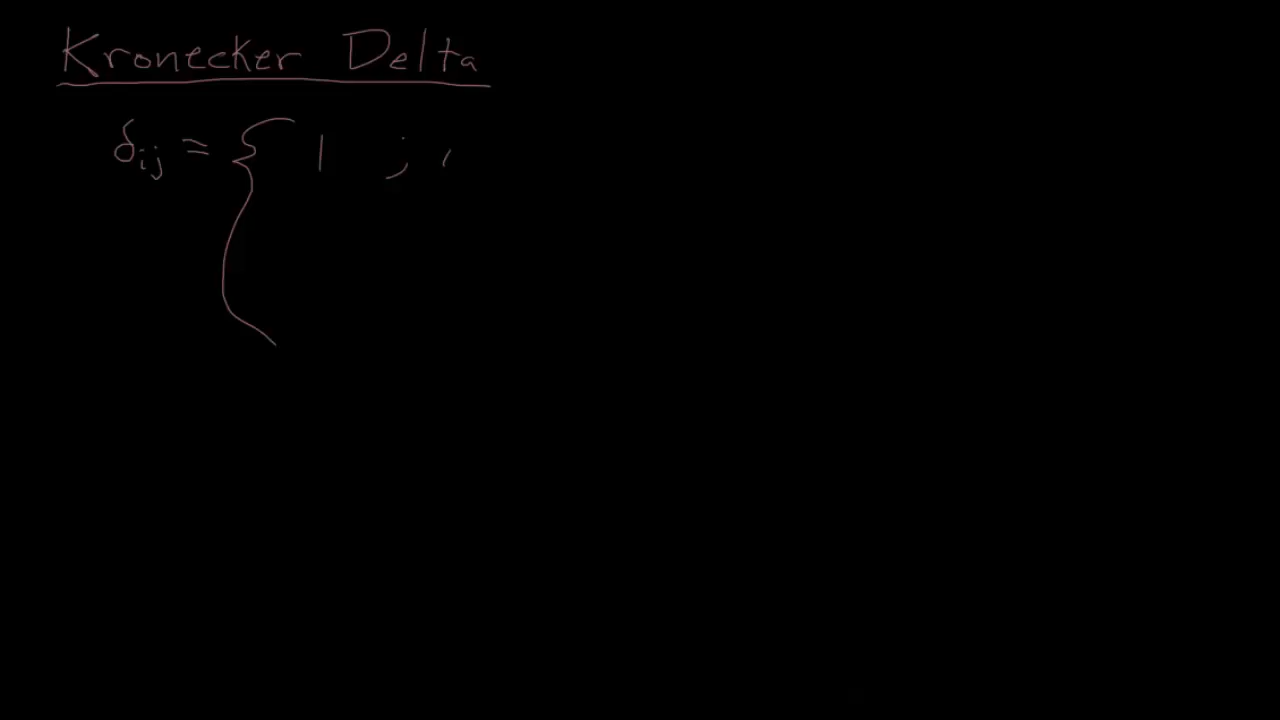 Kronecker Delta
δij = { 1 ;